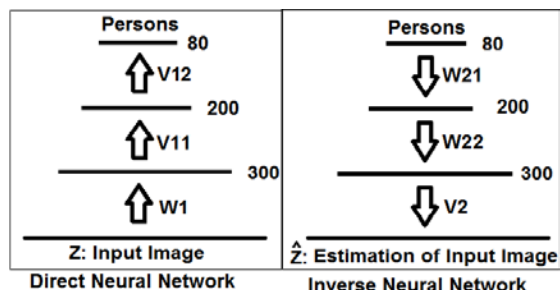 Persons
80
V12
200
V11
300
W1
Z: Input Image
Direct Neural Network
Persons
80
W21
200
W22
300
V2
Ẑ: Estimation of Input Image
Inverse Neural Network